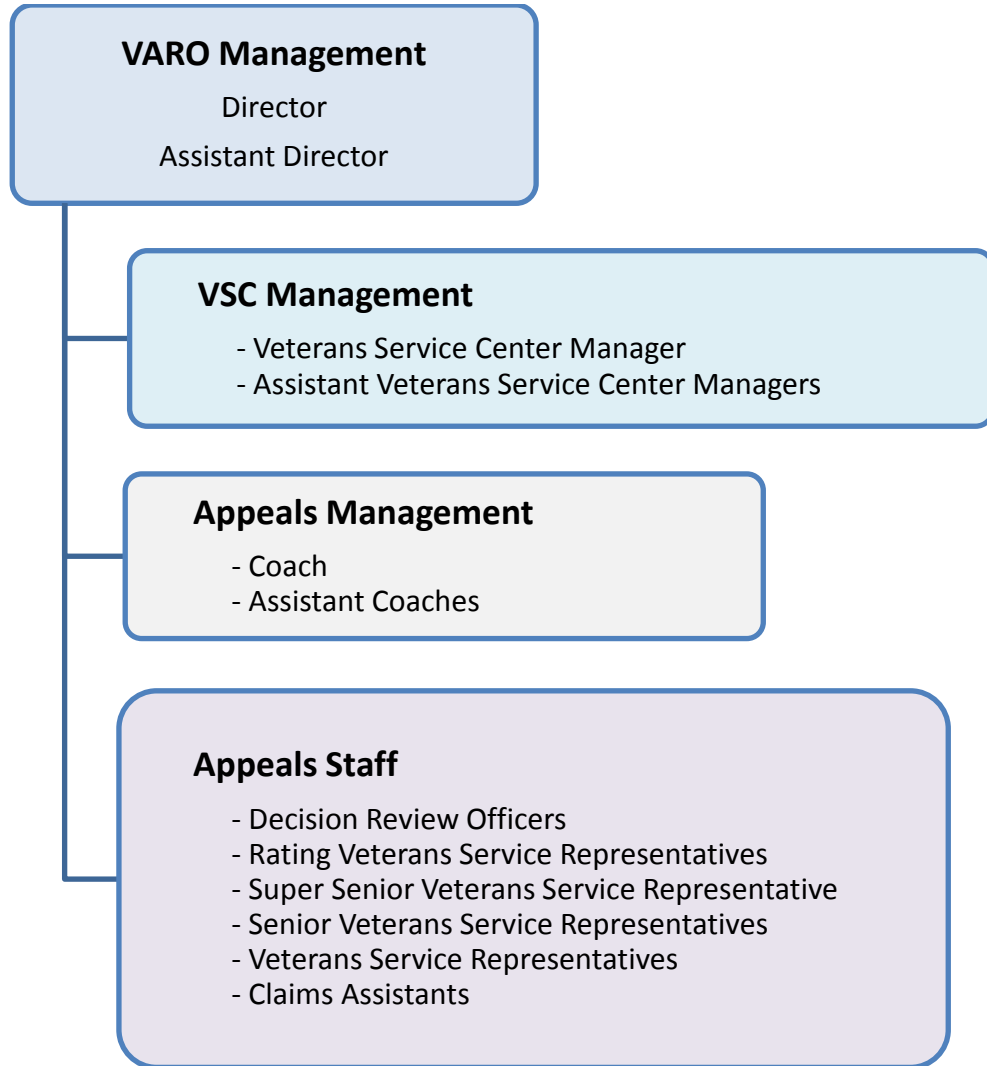 VARO Management
Director
Assistant Director
VSC Management
- Veterans Service Center Manager
- Assistant Veterans Service Center Managers
Appeals Management
- Coach
- Assistant Coaches
Appeals Staff
- Decision Review Officers
- Rating Veterans Service Representatives
- Super Senior Veterans Service Representative
- Senior Veterans Service Representatives
- Veterans Service Representatives
- Claims Assistants